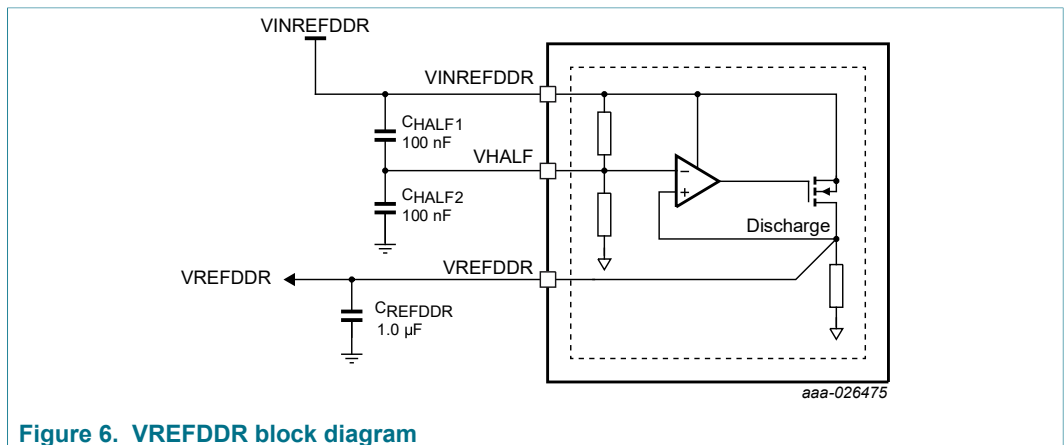 VINREFDDR
VINREFDDR
CHALF1
100 nF
VHALF
CHALF2
100 nF
Discharge
VREFDDR
VREFDDR
CREFDDR
1.0 µF
−
+
aaa-026475
Figure 6. VREFDDR block diagram